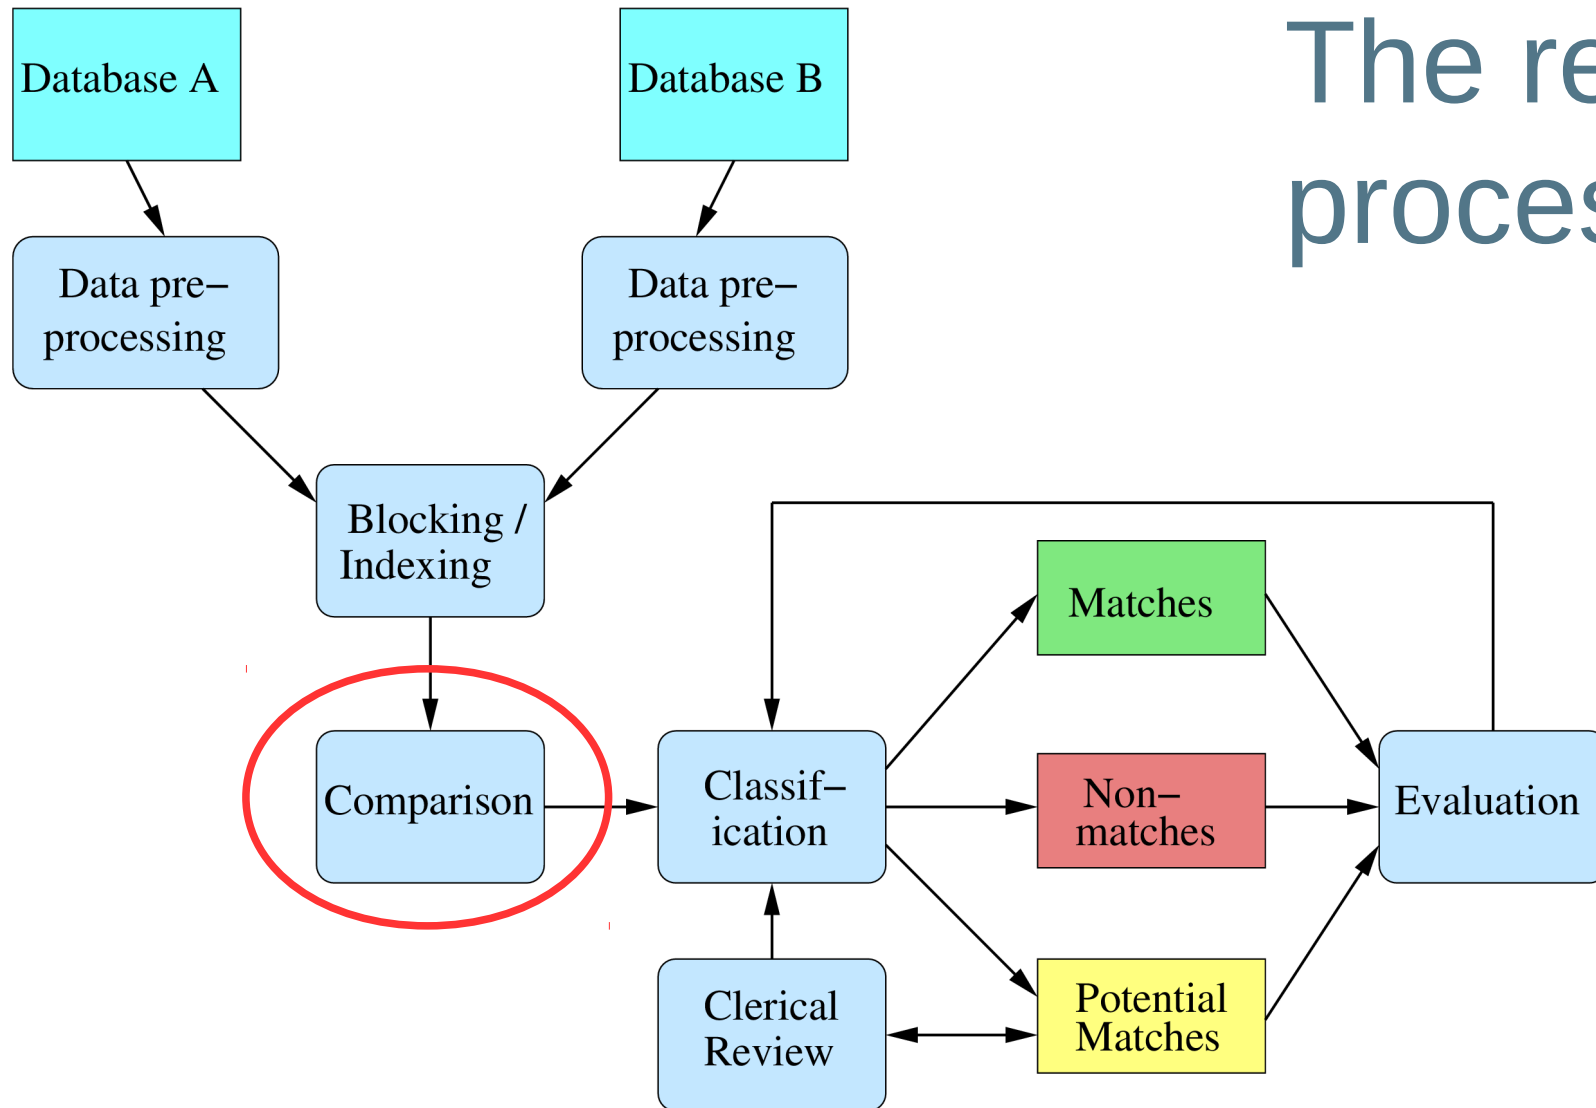 The re
proces
Database A
Database B
Data pre–
processing
Data pre–
processing
Blocking /
Indexing
Comparison
Classif–
ication
Matches
Non–
matches
Potential
Matches
Evaluation
Clerical
Review